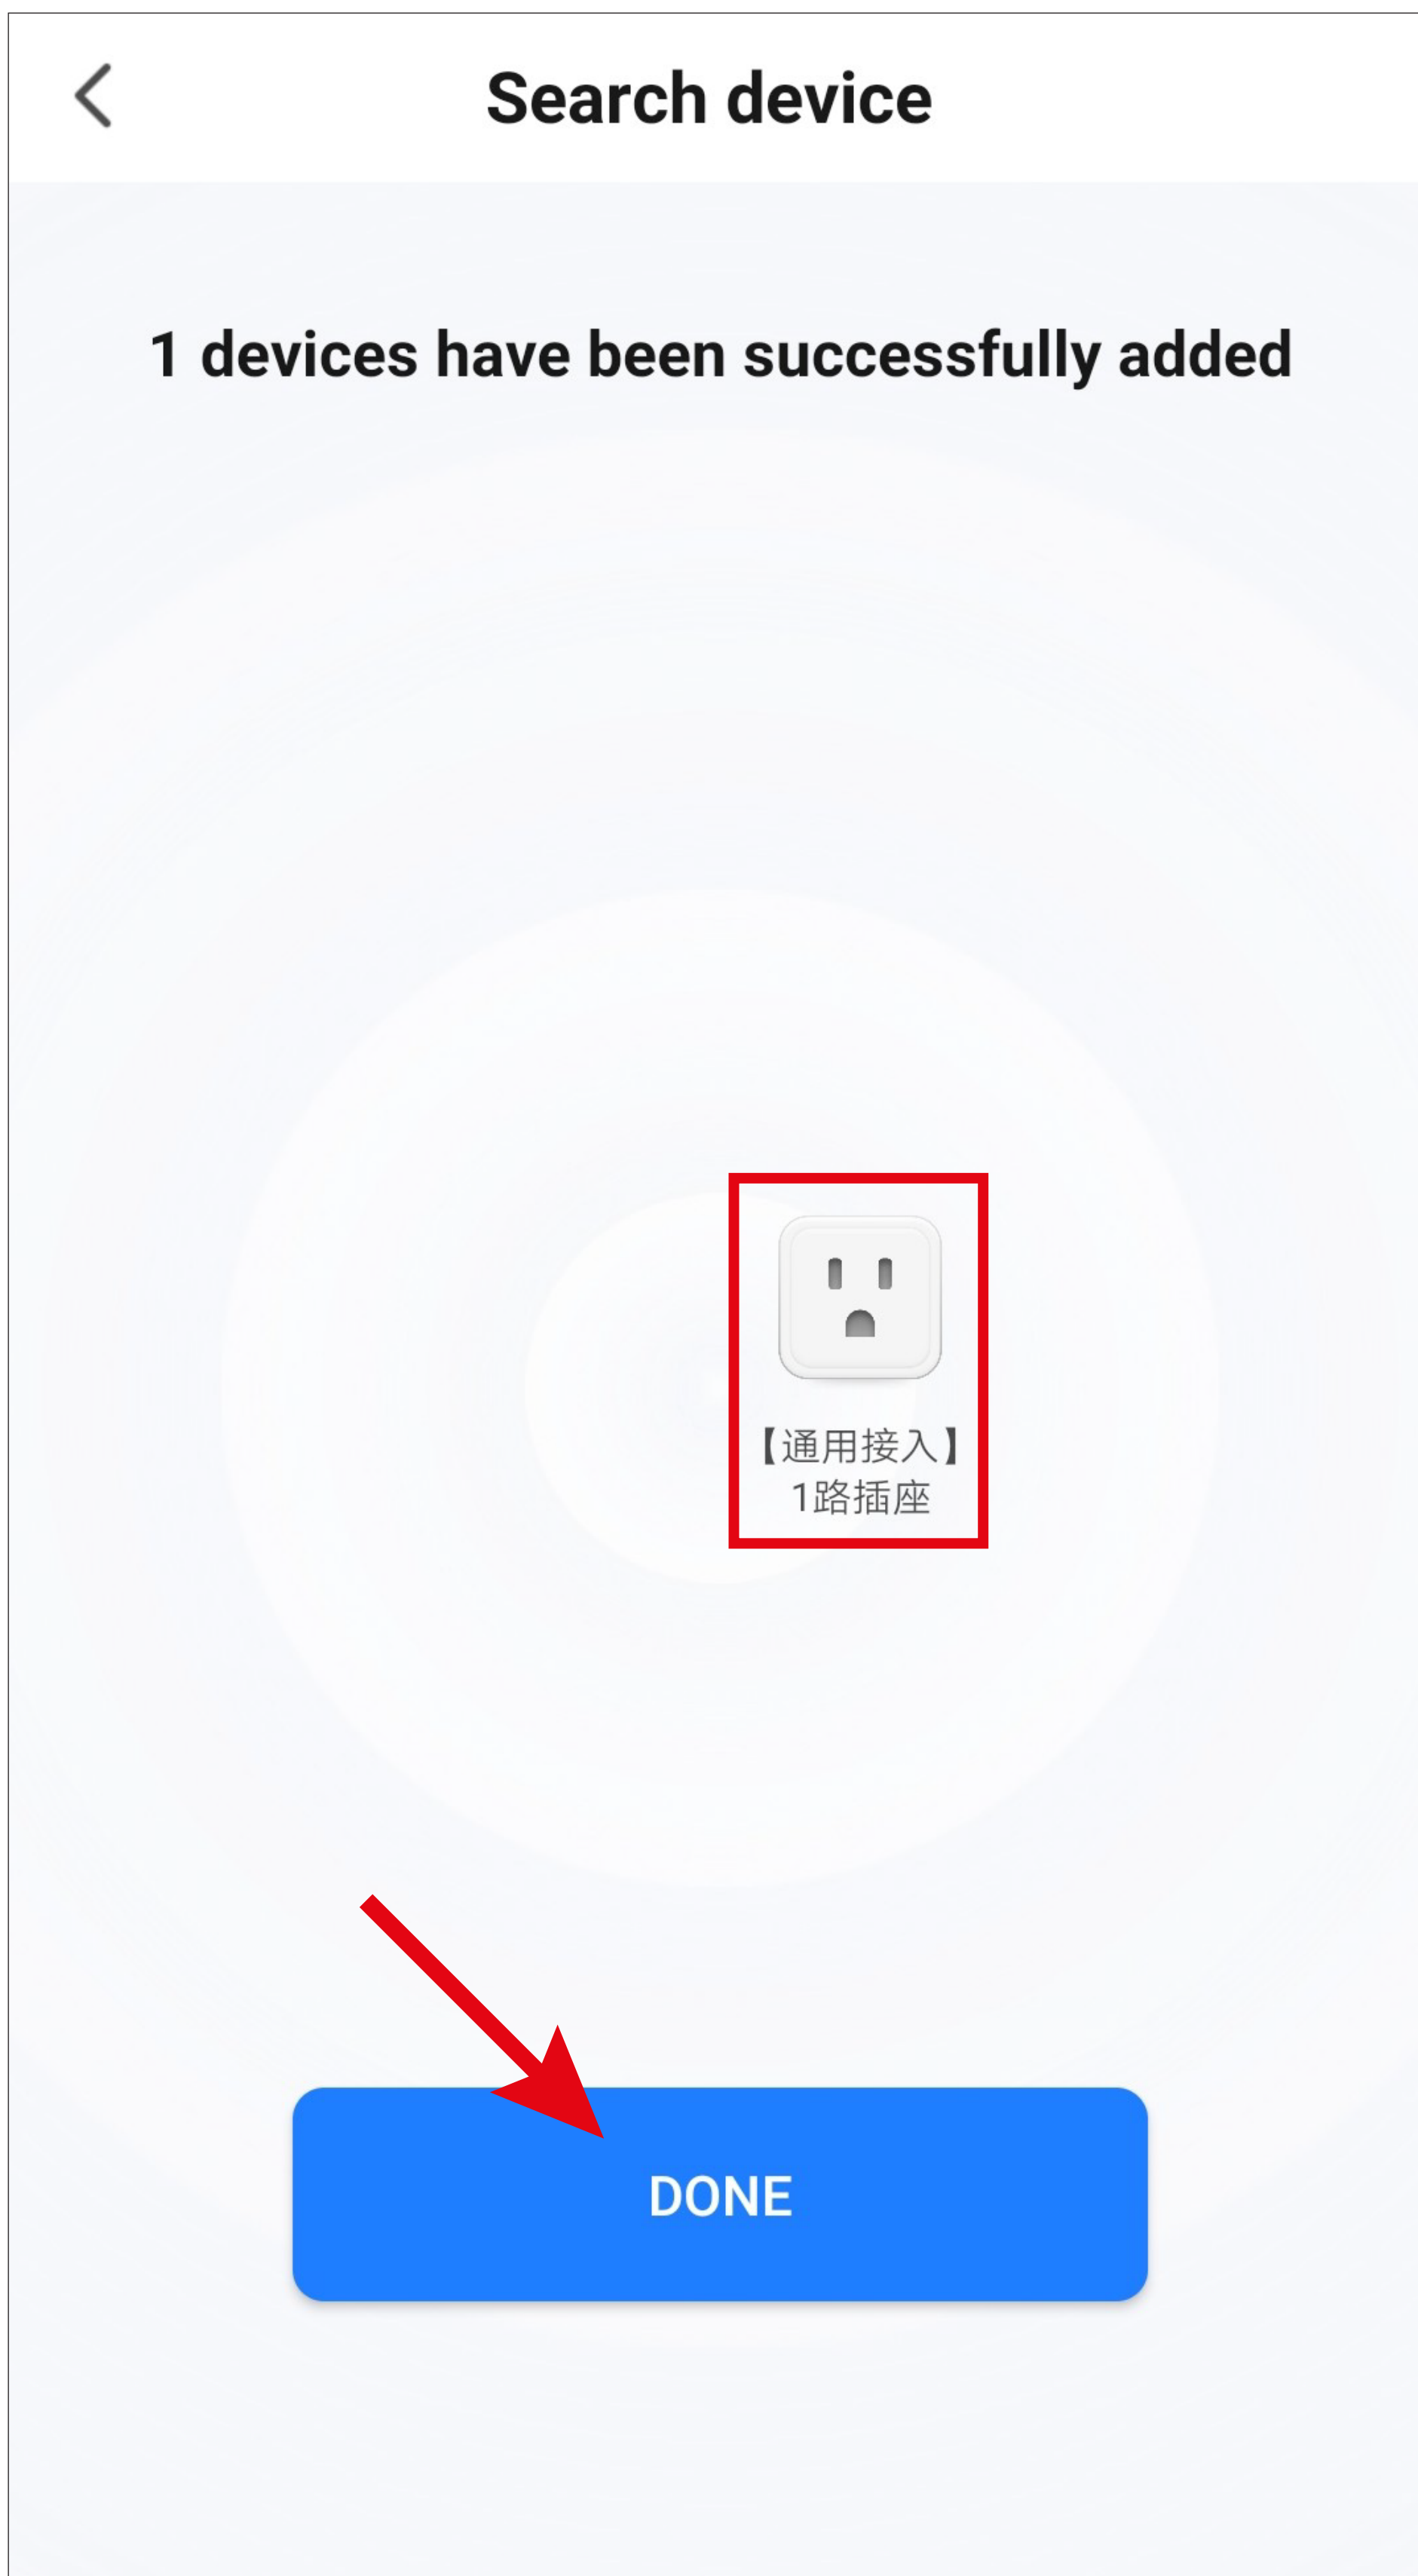 Search device
1 devices have been successfully added
【通用接入】
1路插座
DONE